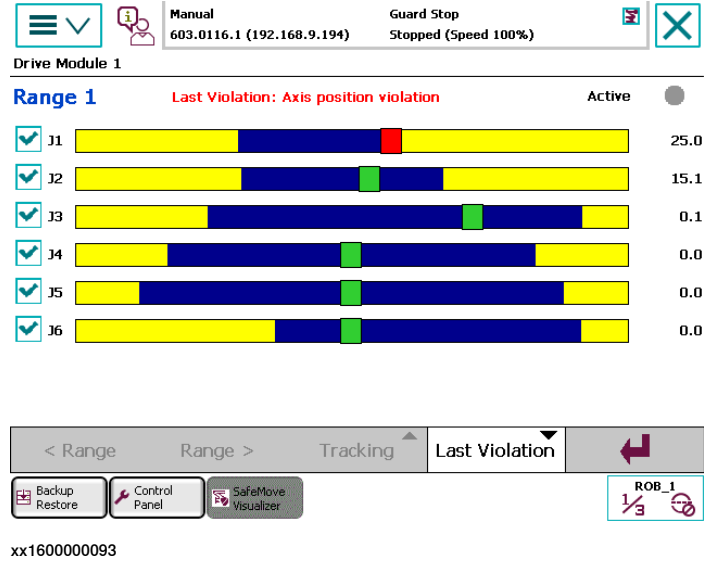 Manual
Guard Stop
603.0116.1 (192.168.9.194)
Stopped (Speed 100%)
Drive Module 1
Range 1
Last Violation: Axis position violation
Active
J1
25.0
J2
15.1
J3
0.1
J4
0.0
J5
0.0
J6
0.0
< Range
Range >
Tracking
Last Violation
Backup
Restore
Control
Panel
SafeMove
Visualizer
ROB_1
1/3
xx1600000093